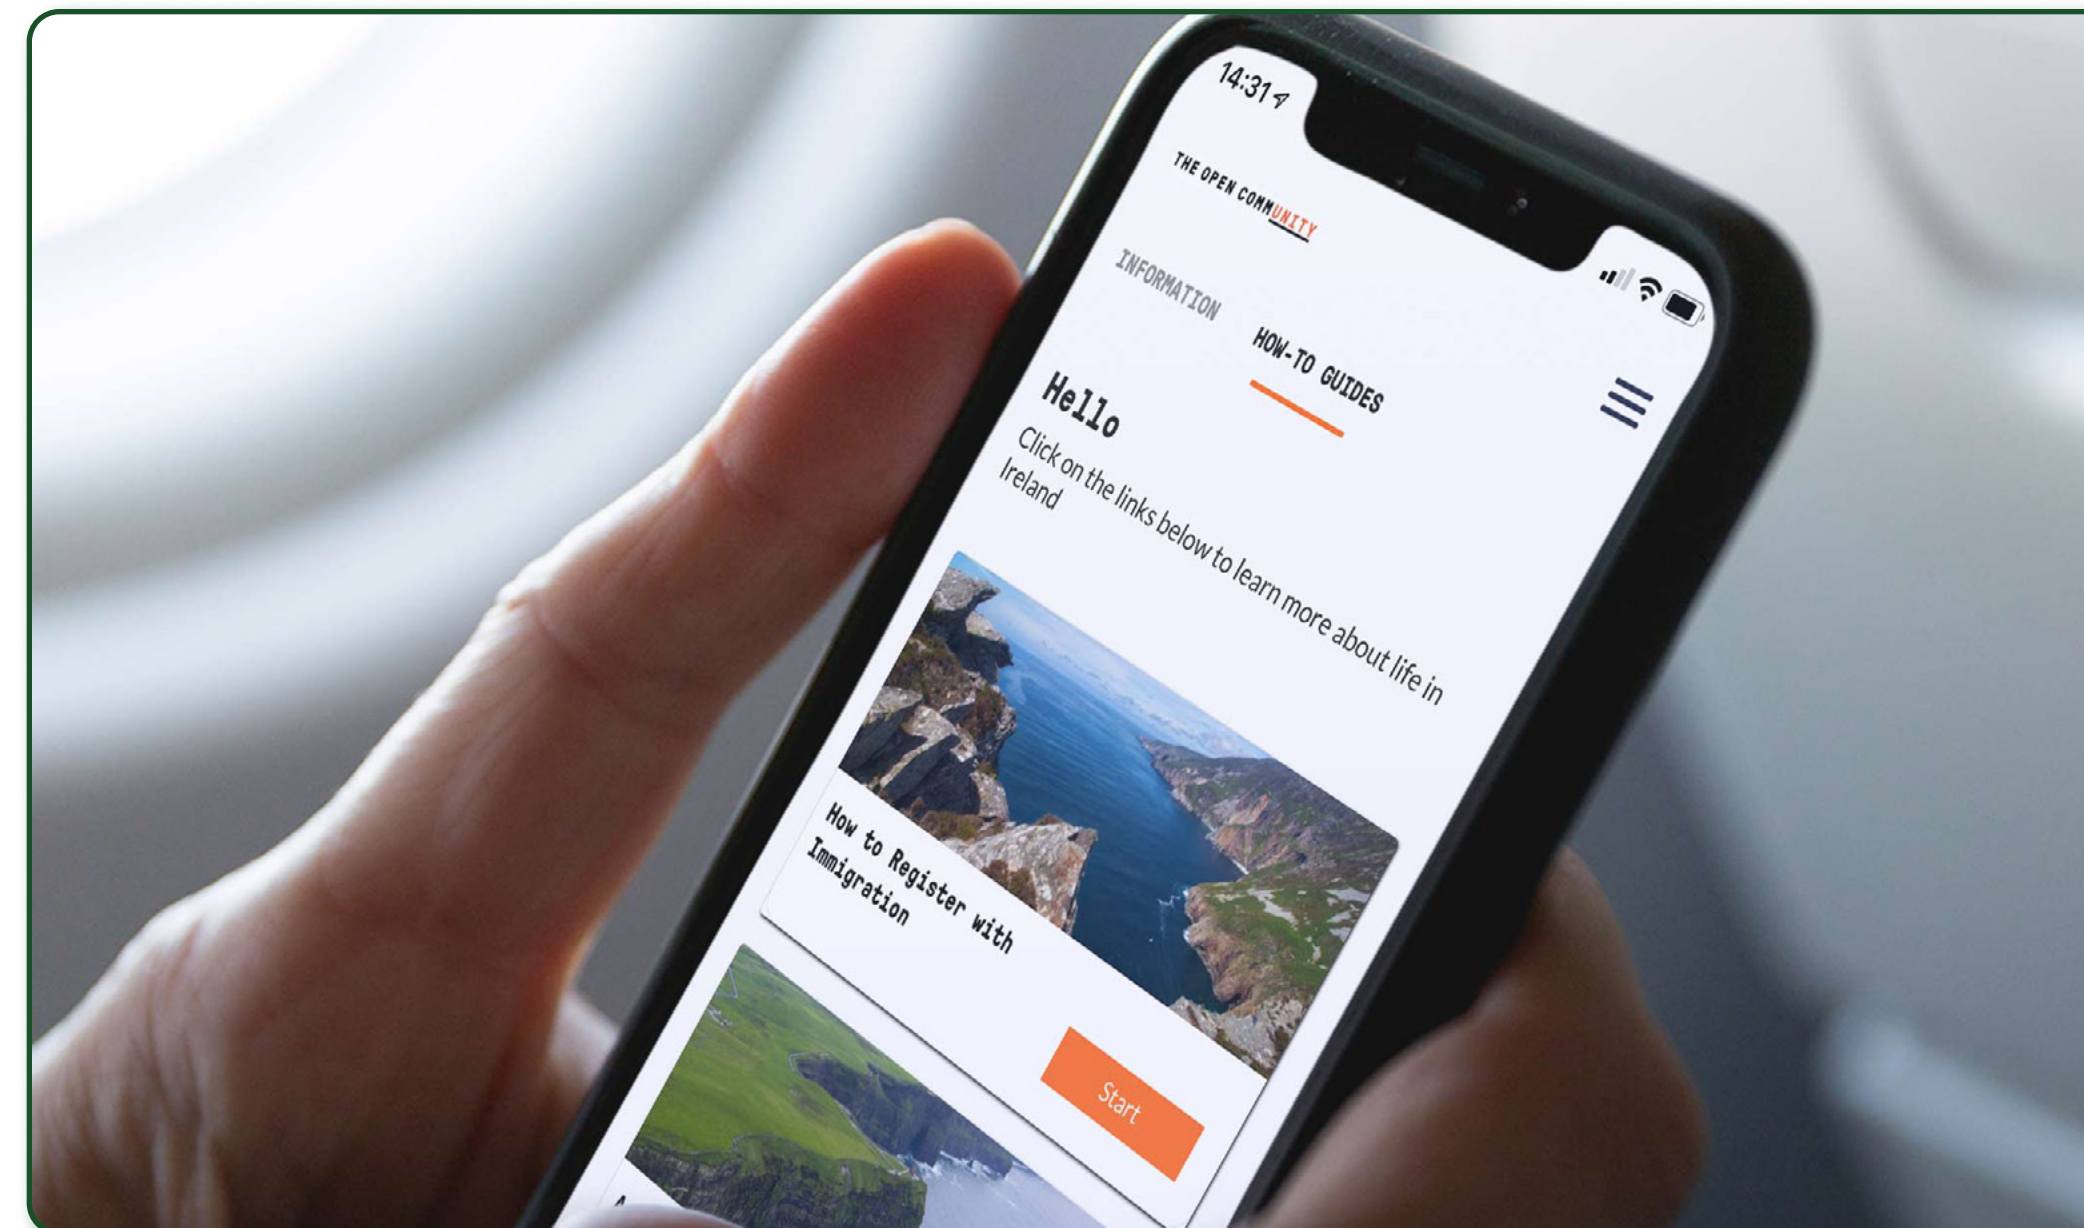 14:31
THE OPEN COMMUNITY
INFORMATION
HOW-TO GUIDES
Hello
Click on the links below to learn more about life in
Ireland
How to Register with
Immigration
Start